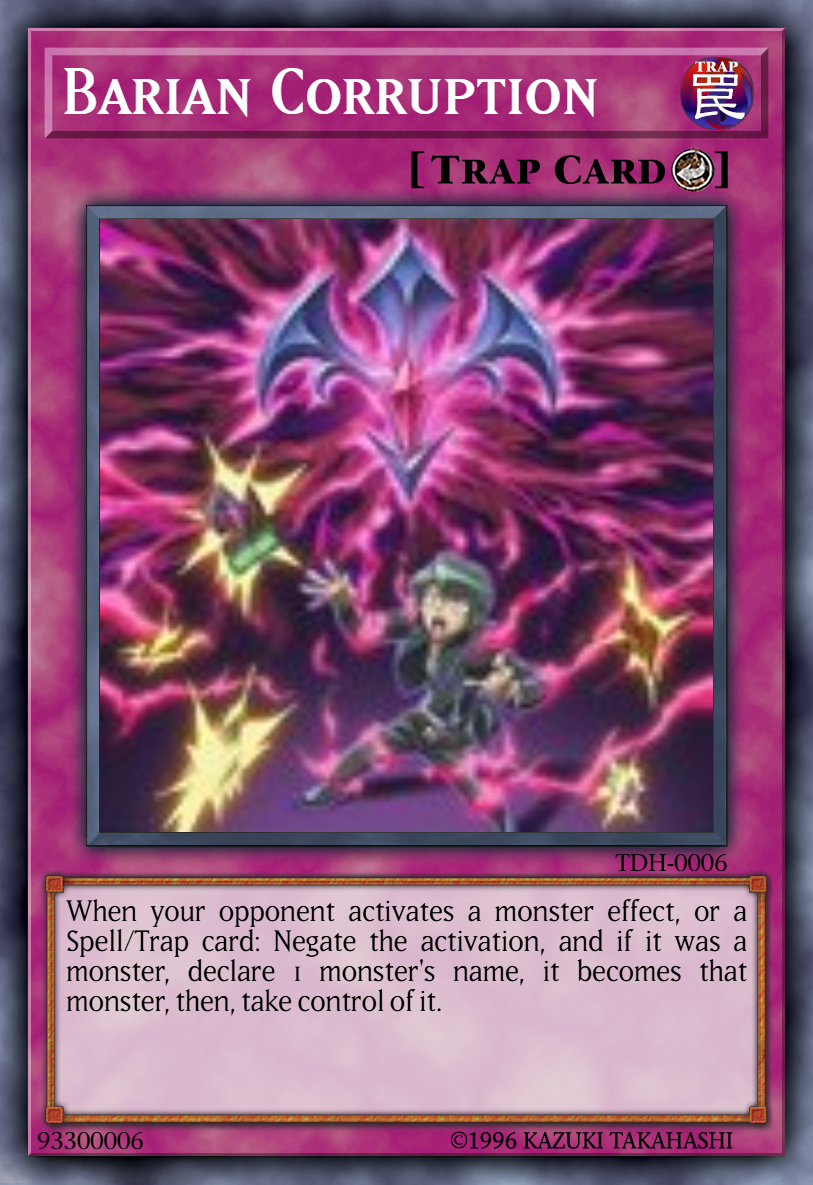 Barian Corruption
TRAP
罠
[ Trap Card ]
TDH-0006
When your opponent activates a monster effect, or a
Spell/Trap card: Negate the activation, and if it was a
monster, declare 1 monster's name, it becomes that
monster, then, take control of it.
93300006
©1996 KAZUKI TAKAHASHI